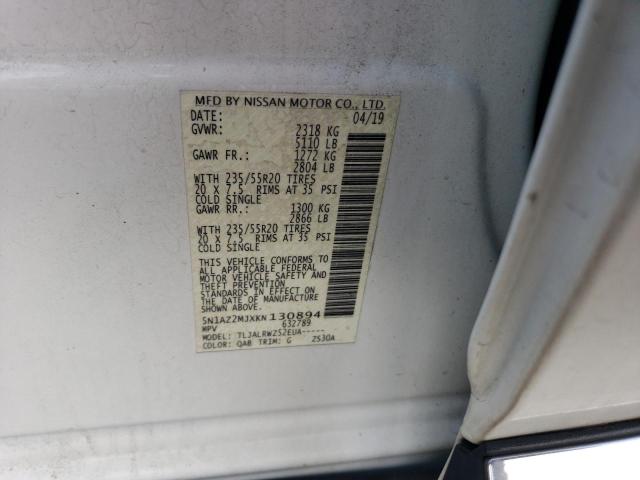 MFD BY NISSAN MOTOR CO., LTD.
DATE: 04/19
GVWR: 2318 KG
5110 LB
GAWR FR.: 1272 KG
2804 LB
WITH 235/55R20 TIRES
20 X 7.5 RIMS AT 35 PSI
COLD SINGLE
GAWR RR.: 1300 KG
2866 LB
WITH 235/55R20 TIRES
20 X 7.5 RIMS AT 35 PSI
COLD SINGLE
THIS VEHICLE CONFORMS TO
ALL APPLICABLE FEDERAL
MOTOR VEHICLE SAFETY
AND THEFT PREVENTION
STANDARDS IN EFFECT ON
THE DATE OF MANUFACTURE
SHOWN ABOVE.
5N1AZ2MJXKN130894
MPV 632789
MODEL: TLJALRWZ52EUA-----
COLOR: QAB TRIM: G Z530A